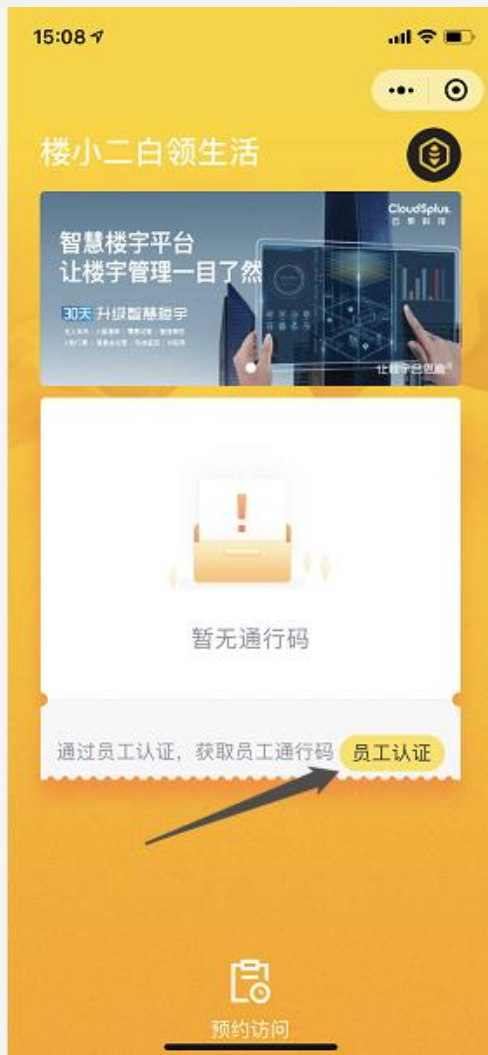 15:08
楼小二白领生活
CloudSplus.
智慧楼宇平台
让楼宇管理一目了然
30天 升级智慧楼宇
暂无通行码
通过员工认证，获取员工通行码 员工认证
预约访问